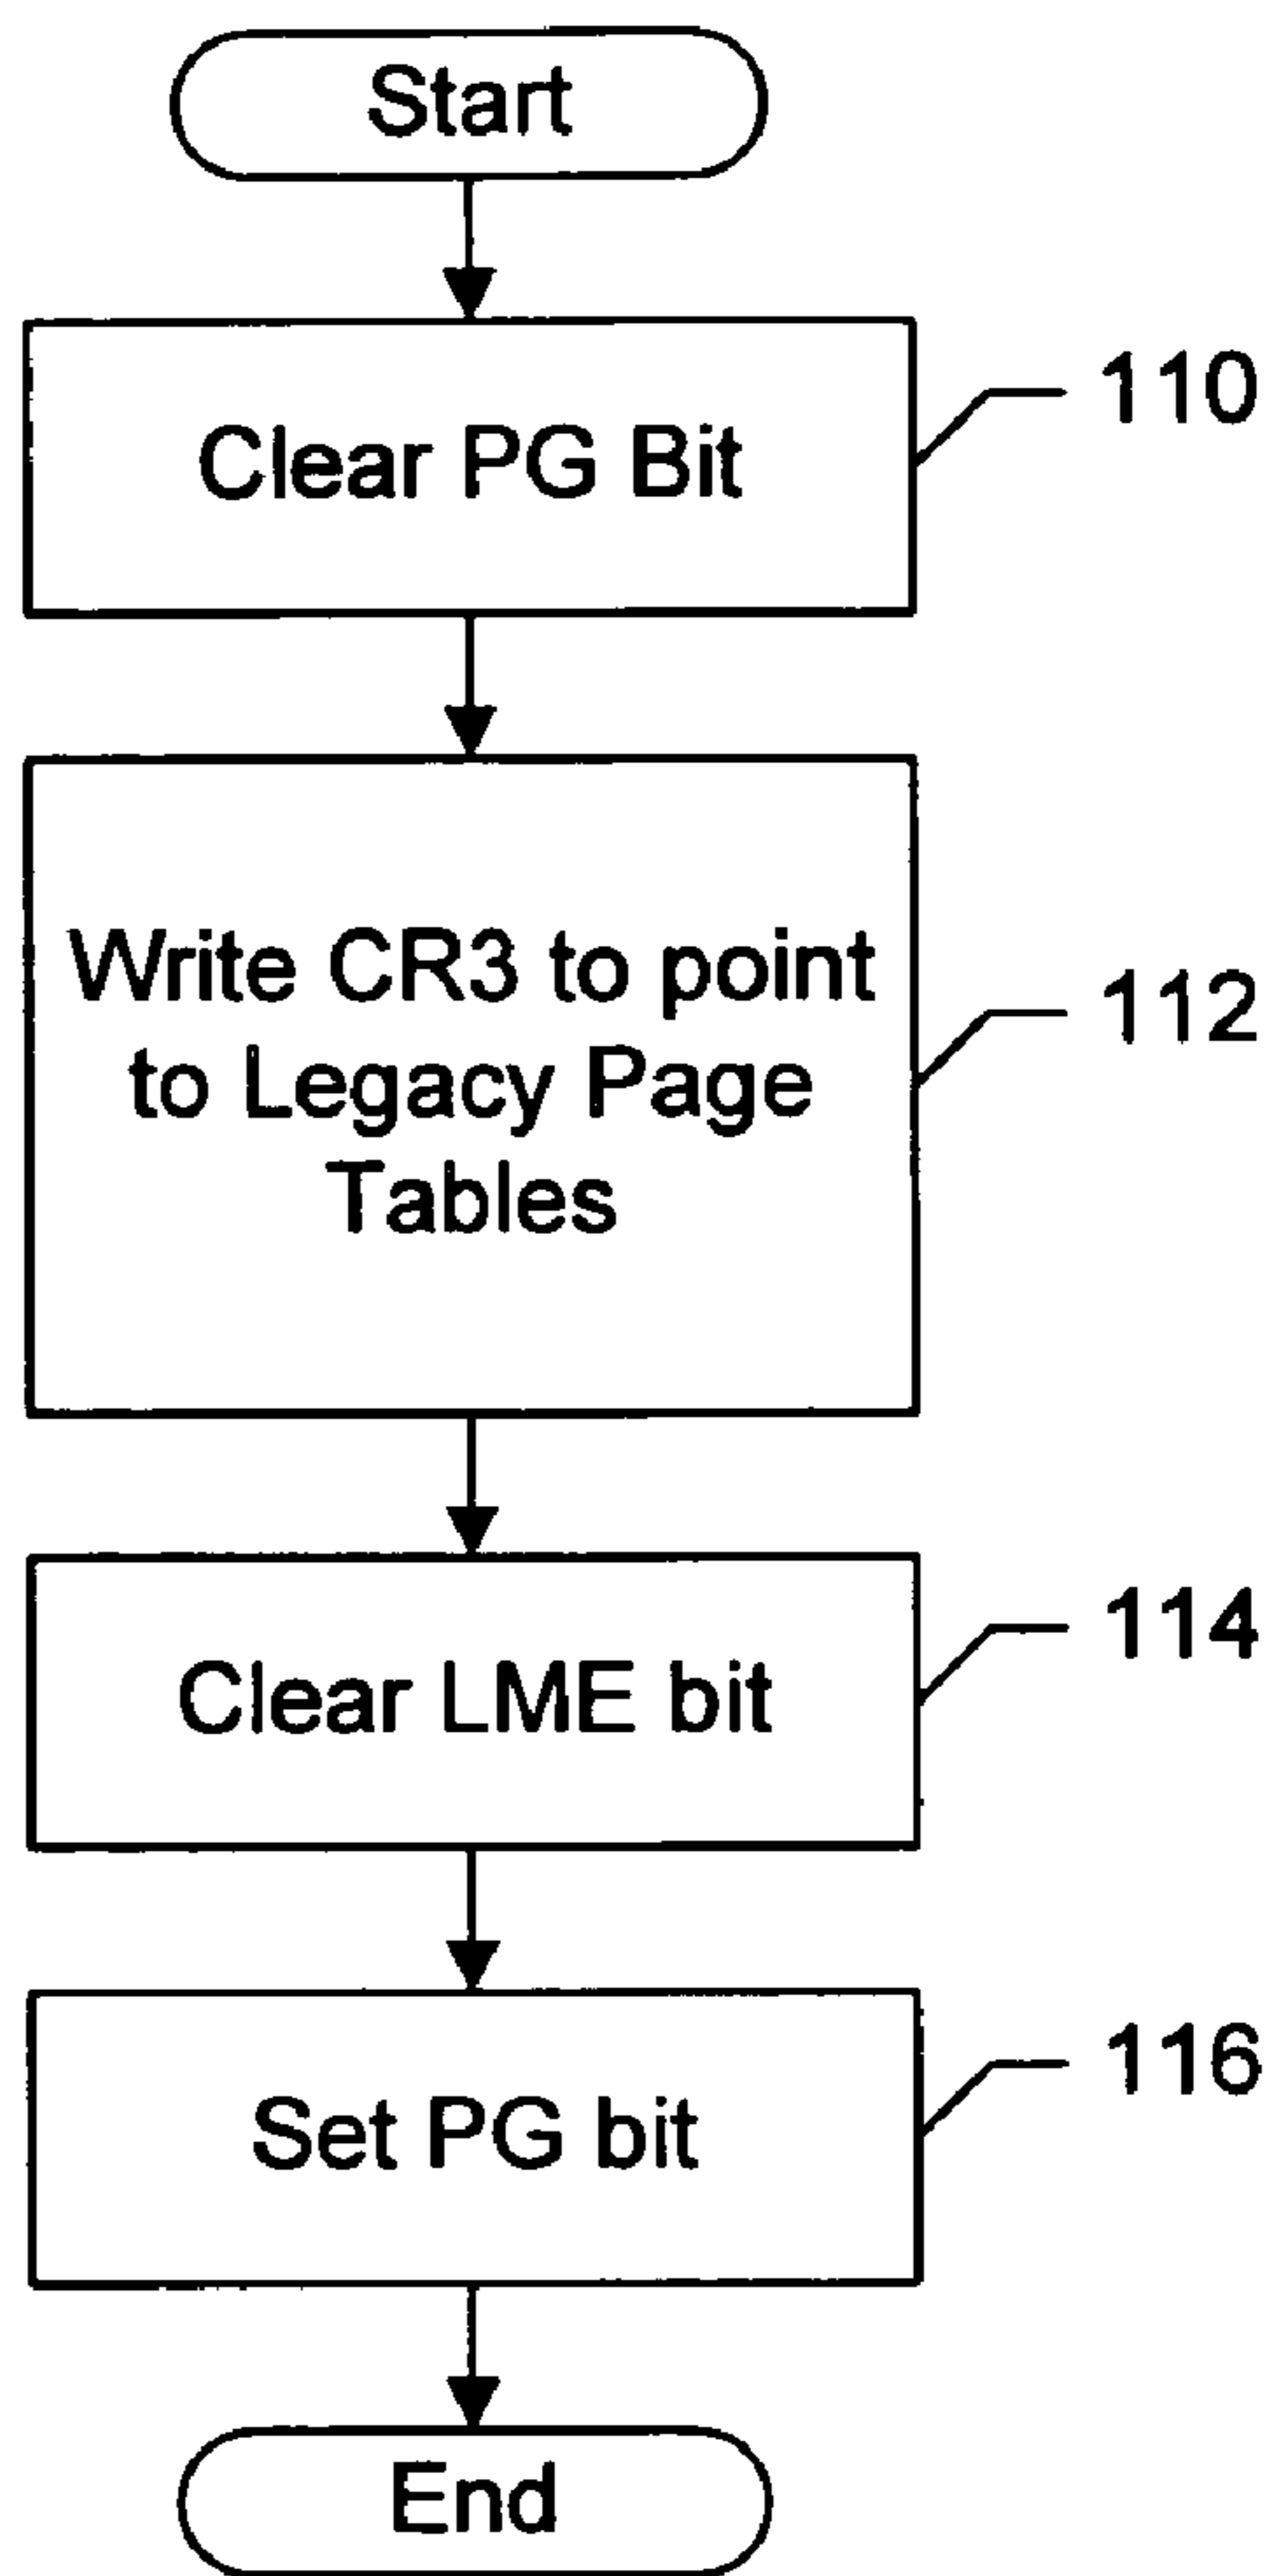 Start
Clear PG Bit
110
Write CR3 to point
to Legacy Page
Tables
112
Clear LME bit
114
Set PG bit
116
End